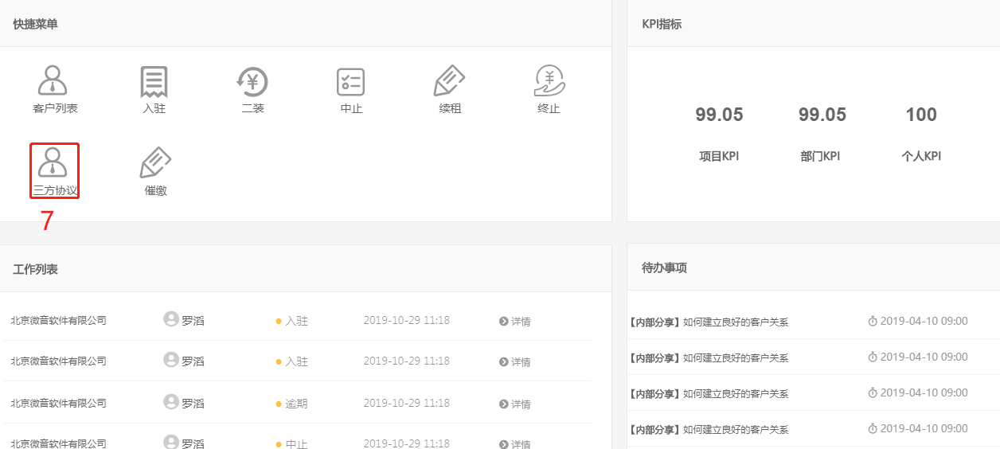 快捷菜单
客户列表 入驻 二装 中止 续租 终止
三方协议 催缴
7
KPI指标
99.05 99.05 100
项目KPI 部门KPI 个人KPI
工作列表
北京微音软件有限公司 罗滔 入驻 2019-10-29 11:18 详情
北京微音软件有限公司 罗滔 入驻 2019-10-29 11:18 详情
北京微音软件有限公司 罗滔 逾期 2019-10-29 11:18 详情
北京微音软件有限公司 罗滔 中止 2019-10-29 11:18 详情
待办事项
【内部分享】如何建立良好的客户关系 2019-04-10 09:00
【内部分享】如何建立良好的客户关系 2019-04-10 09:00
【内部分享】如何建立良好的客户关系 2019-04-10 09:00
【内部分享】如何建立良好的客户关系 2019-04-10 09:00